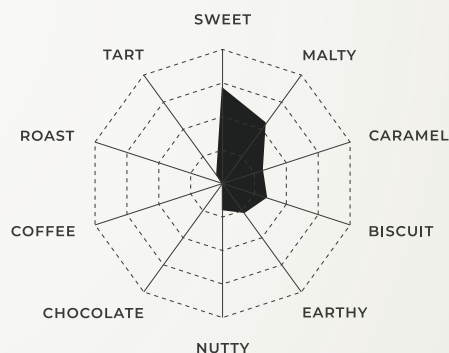 SWEET
TART
MALTY
ROAST
CARAMEL
COFFEE
BISCUIT
CHOCOLATE
EARTHY
NUTTY